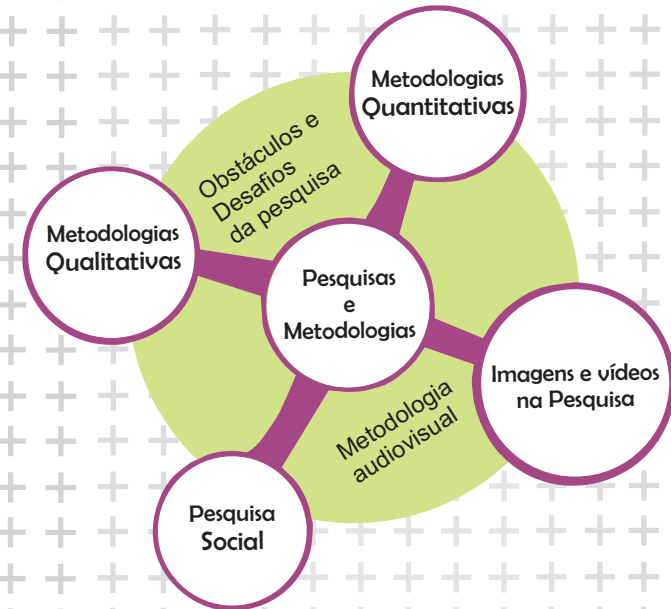 Metodologias
Quantitativas
Obstáculos e
Desafios
da pesquisa
Metodologias
Qualitativas
Pesquisas
e
Metodologias
Imagens e vídeos
na Pesquisa
Metodologia
audiovisual
Pesquisa
Social